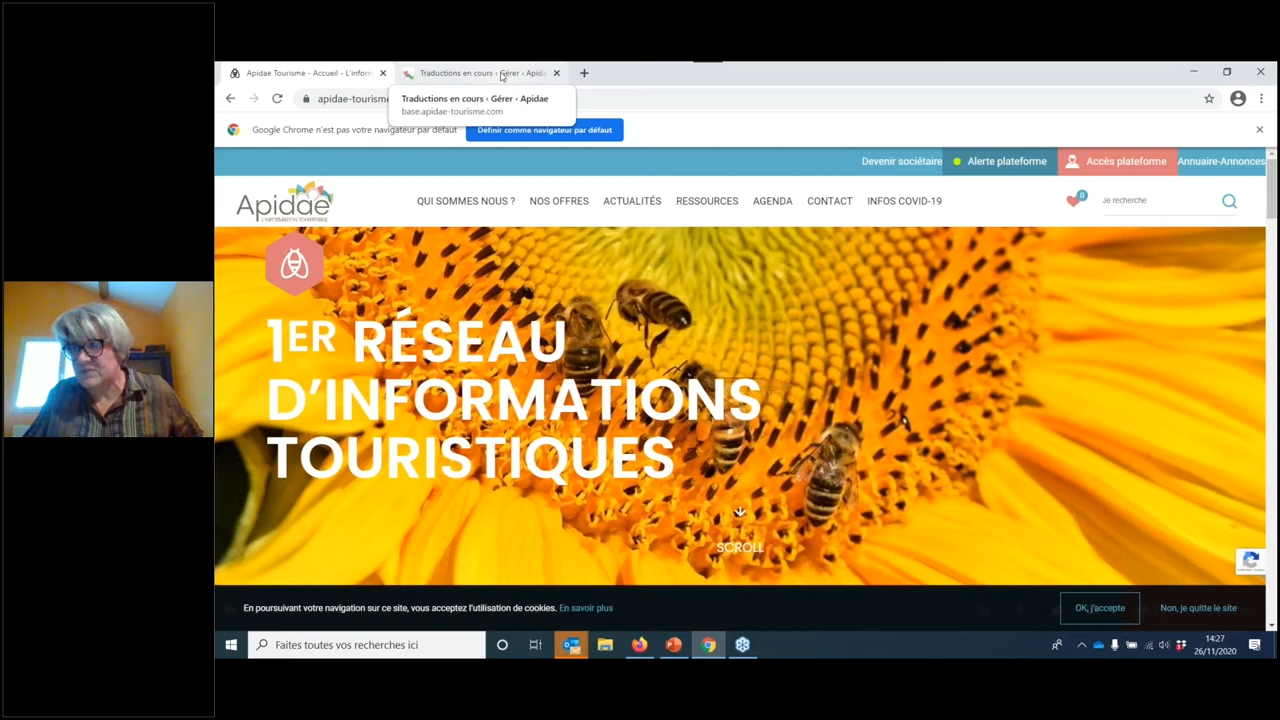 Apidae Tourisme - Accueil - L'inform
Traductions en cours ‹ Gérer ‹ Apida
apidae-tourisme
Traductions en cours ‹ Gérer ‹ Apidae
base.apidae-tourisme.com
Google Chrome n'est pas votre navigateur par défaut
Définir comme navigateur par défaut
Devenir sociétaire
Alerte plateforme
Accès plateforme
Annuaire-Annonces
Apidae
L'INFORMATION TOURISTIQUE
QUI SOMMES NOUS ?
NOS OFFRES
ACTUALITÉS
RESSOURCES
AGENDA
CONTACT
INFOS COVID-19
0
Je recherche
1ER RÉSEAU
D'INFORMATIONS
TOURISTIQUES
SCROLL
En poursuivant votre navigation sur ce site, vous acceptez l'utilisation de cookies. En savoir plus
OK, j'accepte
Non, je quitte le site
Faites toutes vos recherches ici
14:27
26/11/2020